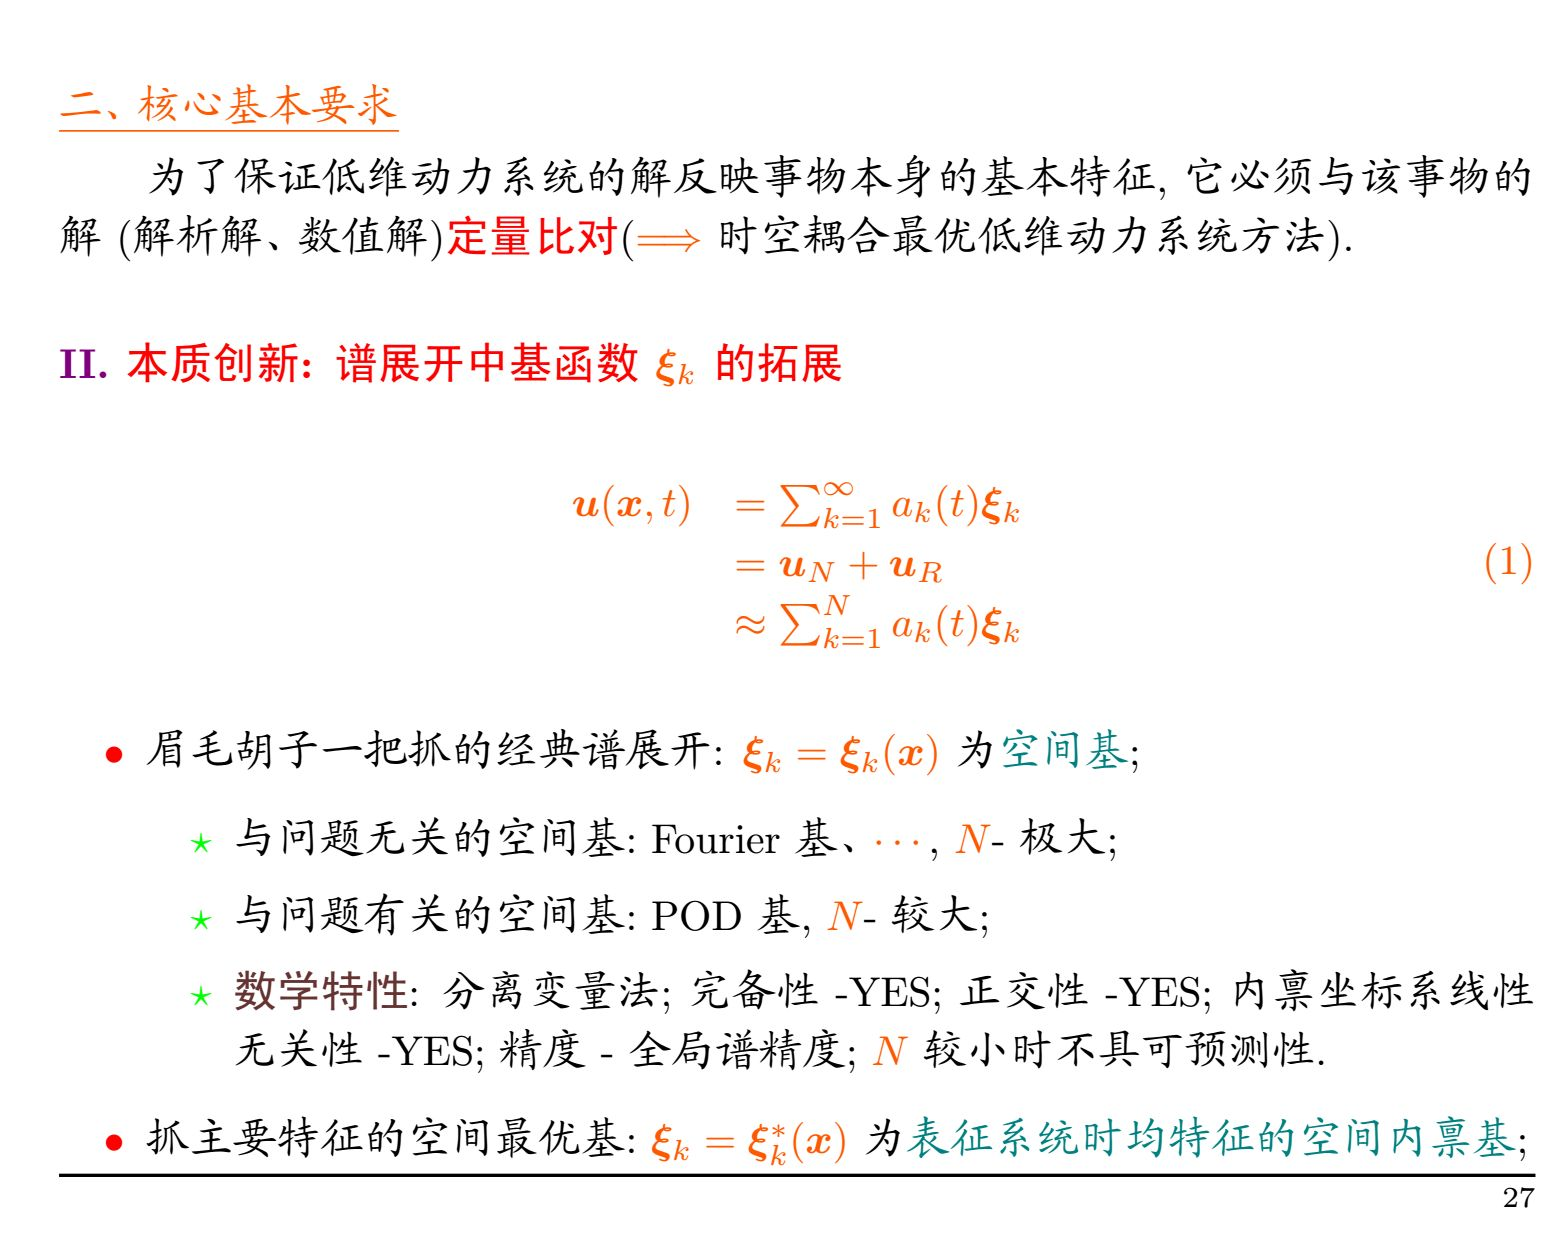 二、核心基本要求
为了保证低维动力系统的解反映事物本身的基本特征, 它必须与该事物的
解 (解析解、数值解)定量比对(⟹ 时空耦合最优低维动力系统方法).
II. 本质创新: 谱展开中基函数 ξ_k 的拓展
u(x, t) = ∑_{k=1}^{∞} a_k(t)ξ_k
= u_N + u_R (1)
≈ ∑_{k=1}^{N} a_k(t)ξ_k
• 眉毛胡子一把抓的经典谱展开: ξ_k = ξ_k(x) 为空间基;
⋆ 与问题无关的空间基: Fourier 基、⋯, N- 极大;
⋆ 与问题有关的空间基: POD 基, N- 较大;
⋆ 数学特性: 分离变量法; 完备性 -YES; 正交性 -YES; 内禀坐标系线性
无关性 -YES; 精度 - 全局谱精度; N 较小时不具可预测性.
• 抓主要特征的空间最优基: ξ_k = ξ_k^*(x) 为表征系统时均特征的空间内禀基;
27